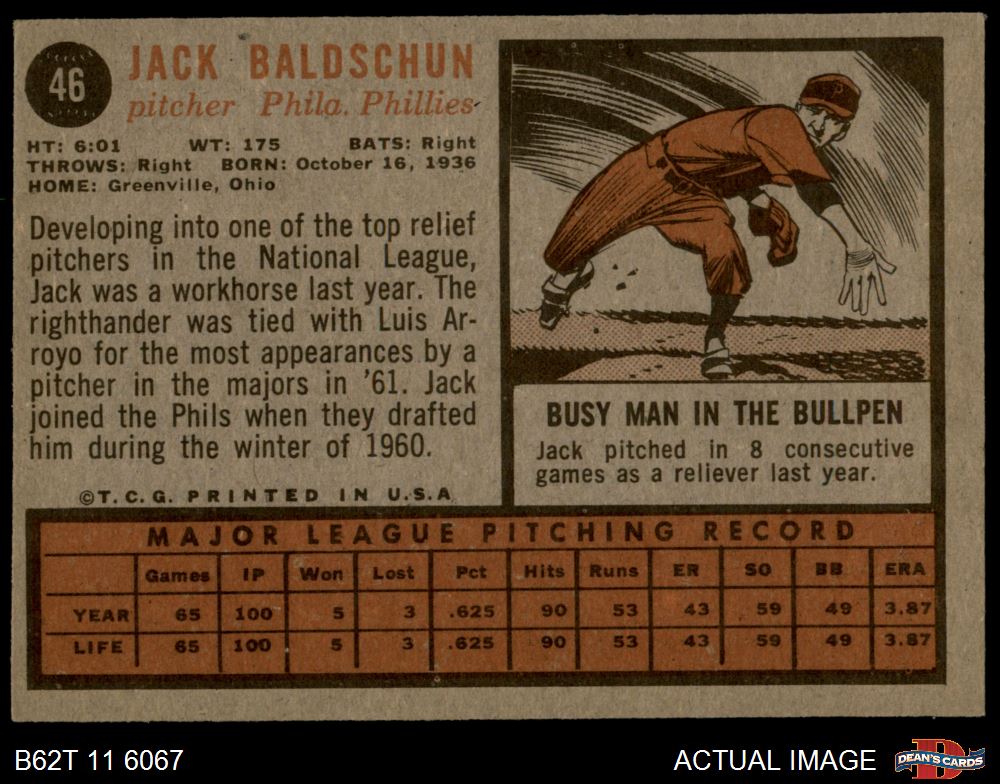 46
JACK BALDSCHUN
pitcher Phila. Phillies
HT: 6:01 WT: 175 BATS: Right
THROWS: Right BORN: October 16, 1936
HOME: Greenville, Ohio
Developing into one of the top relief
pitchers in the National League,
Jack was a workhorse last year. The
righthander was tied with Luis Ar-
royo for the most appearances by a
pitcher in the majors in '61. Jack
joined the Phils when they drafted
him during the winter of 1960.
©T.C.G. PRINTED IN U.S.A
P
BUSY MAN IN THE BULLPEN
Jack pitched in 8 consecutive
games as a reliever last year.
MAJOR LEAGUE PITCHING RECORD
Games IP Won Lost Pct Hits Runs ER SO BB ERA
YEAR 65 100 5 3 .625 90 53 43 59 49 3.87
LIFE 65 100 5 3 .625 90 53 43 59 49 3.87
B62T 11 6067
ACTUAL IMAGE
D
DEAN'S CARDS